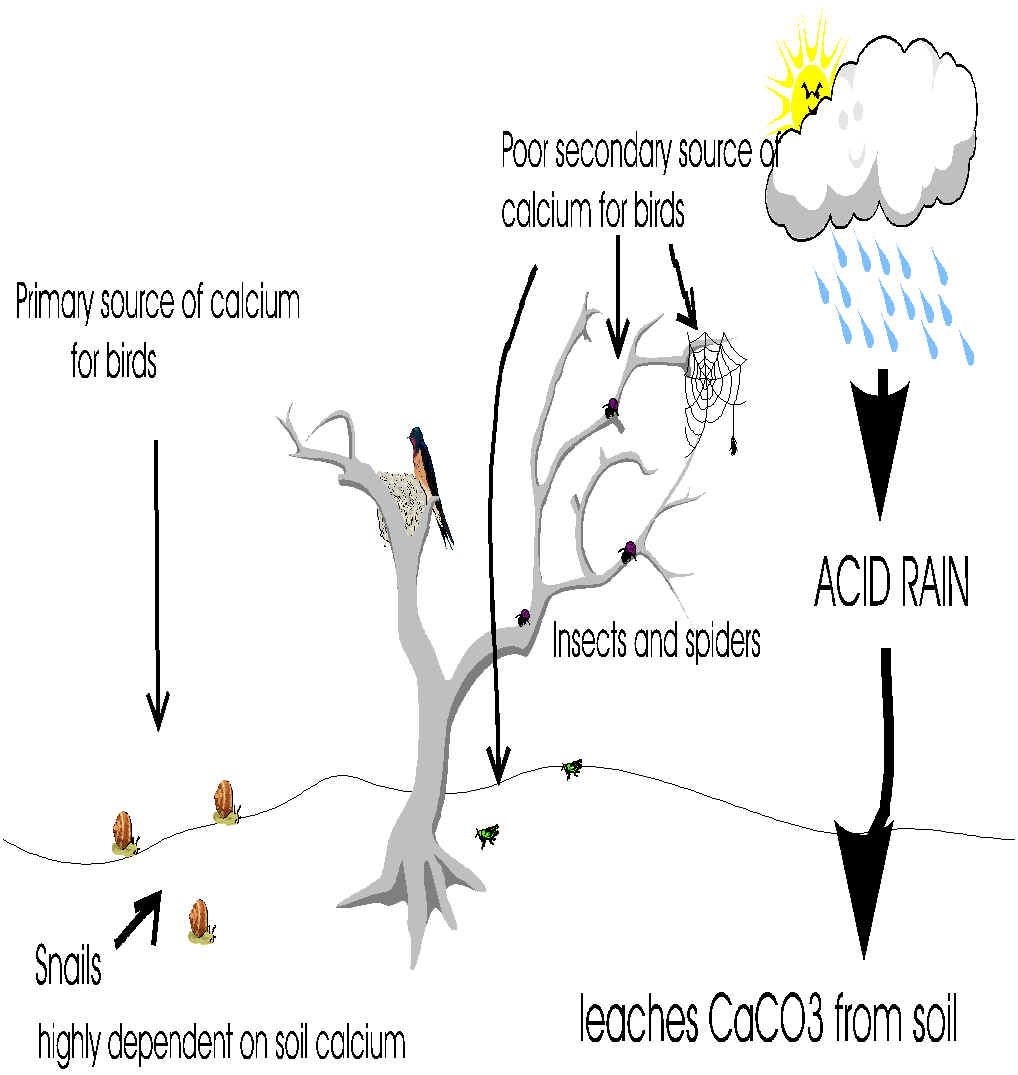 Poor secondary source of
calcium for birds
Primary source of calcium
for birds
ACID RAIN
Insects and spiders
Snails
highly dependent on soil calcium
leaches CaCO3 from soil